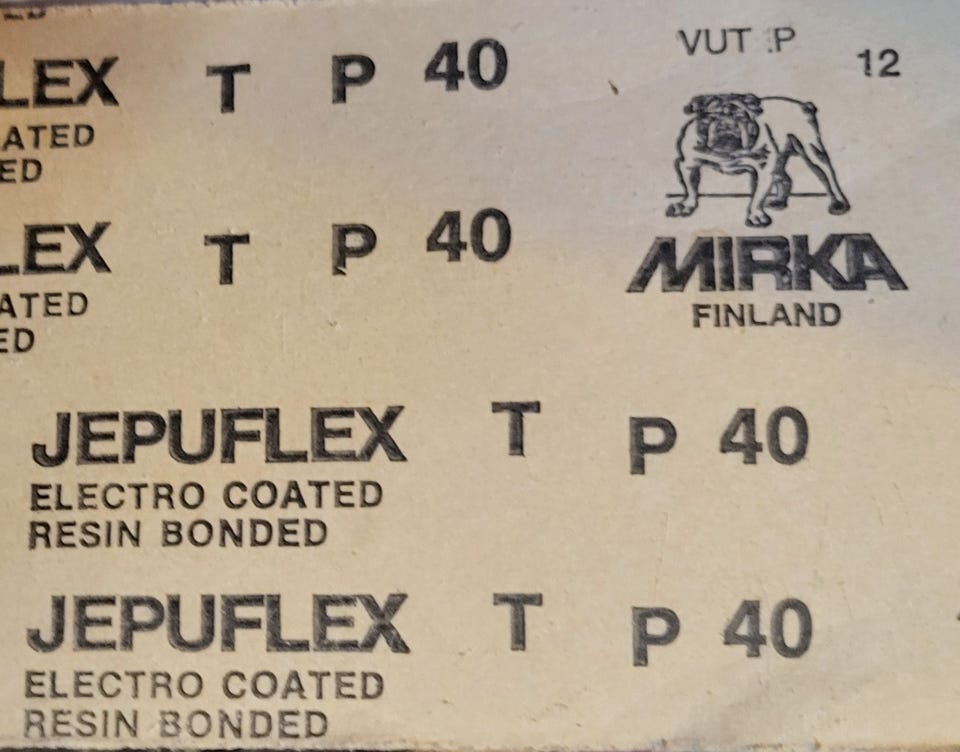 LEX T P 40
ATED
ED
LEX T P 40
ATED
ED
VUT P
12
MIRKA
FINLAND
JEPUFLEX T P 40
ELECTRO COATED
RESIN BONDED
JEPUFLEX T P 40
ELECTRO COATED
RESIN BONDED